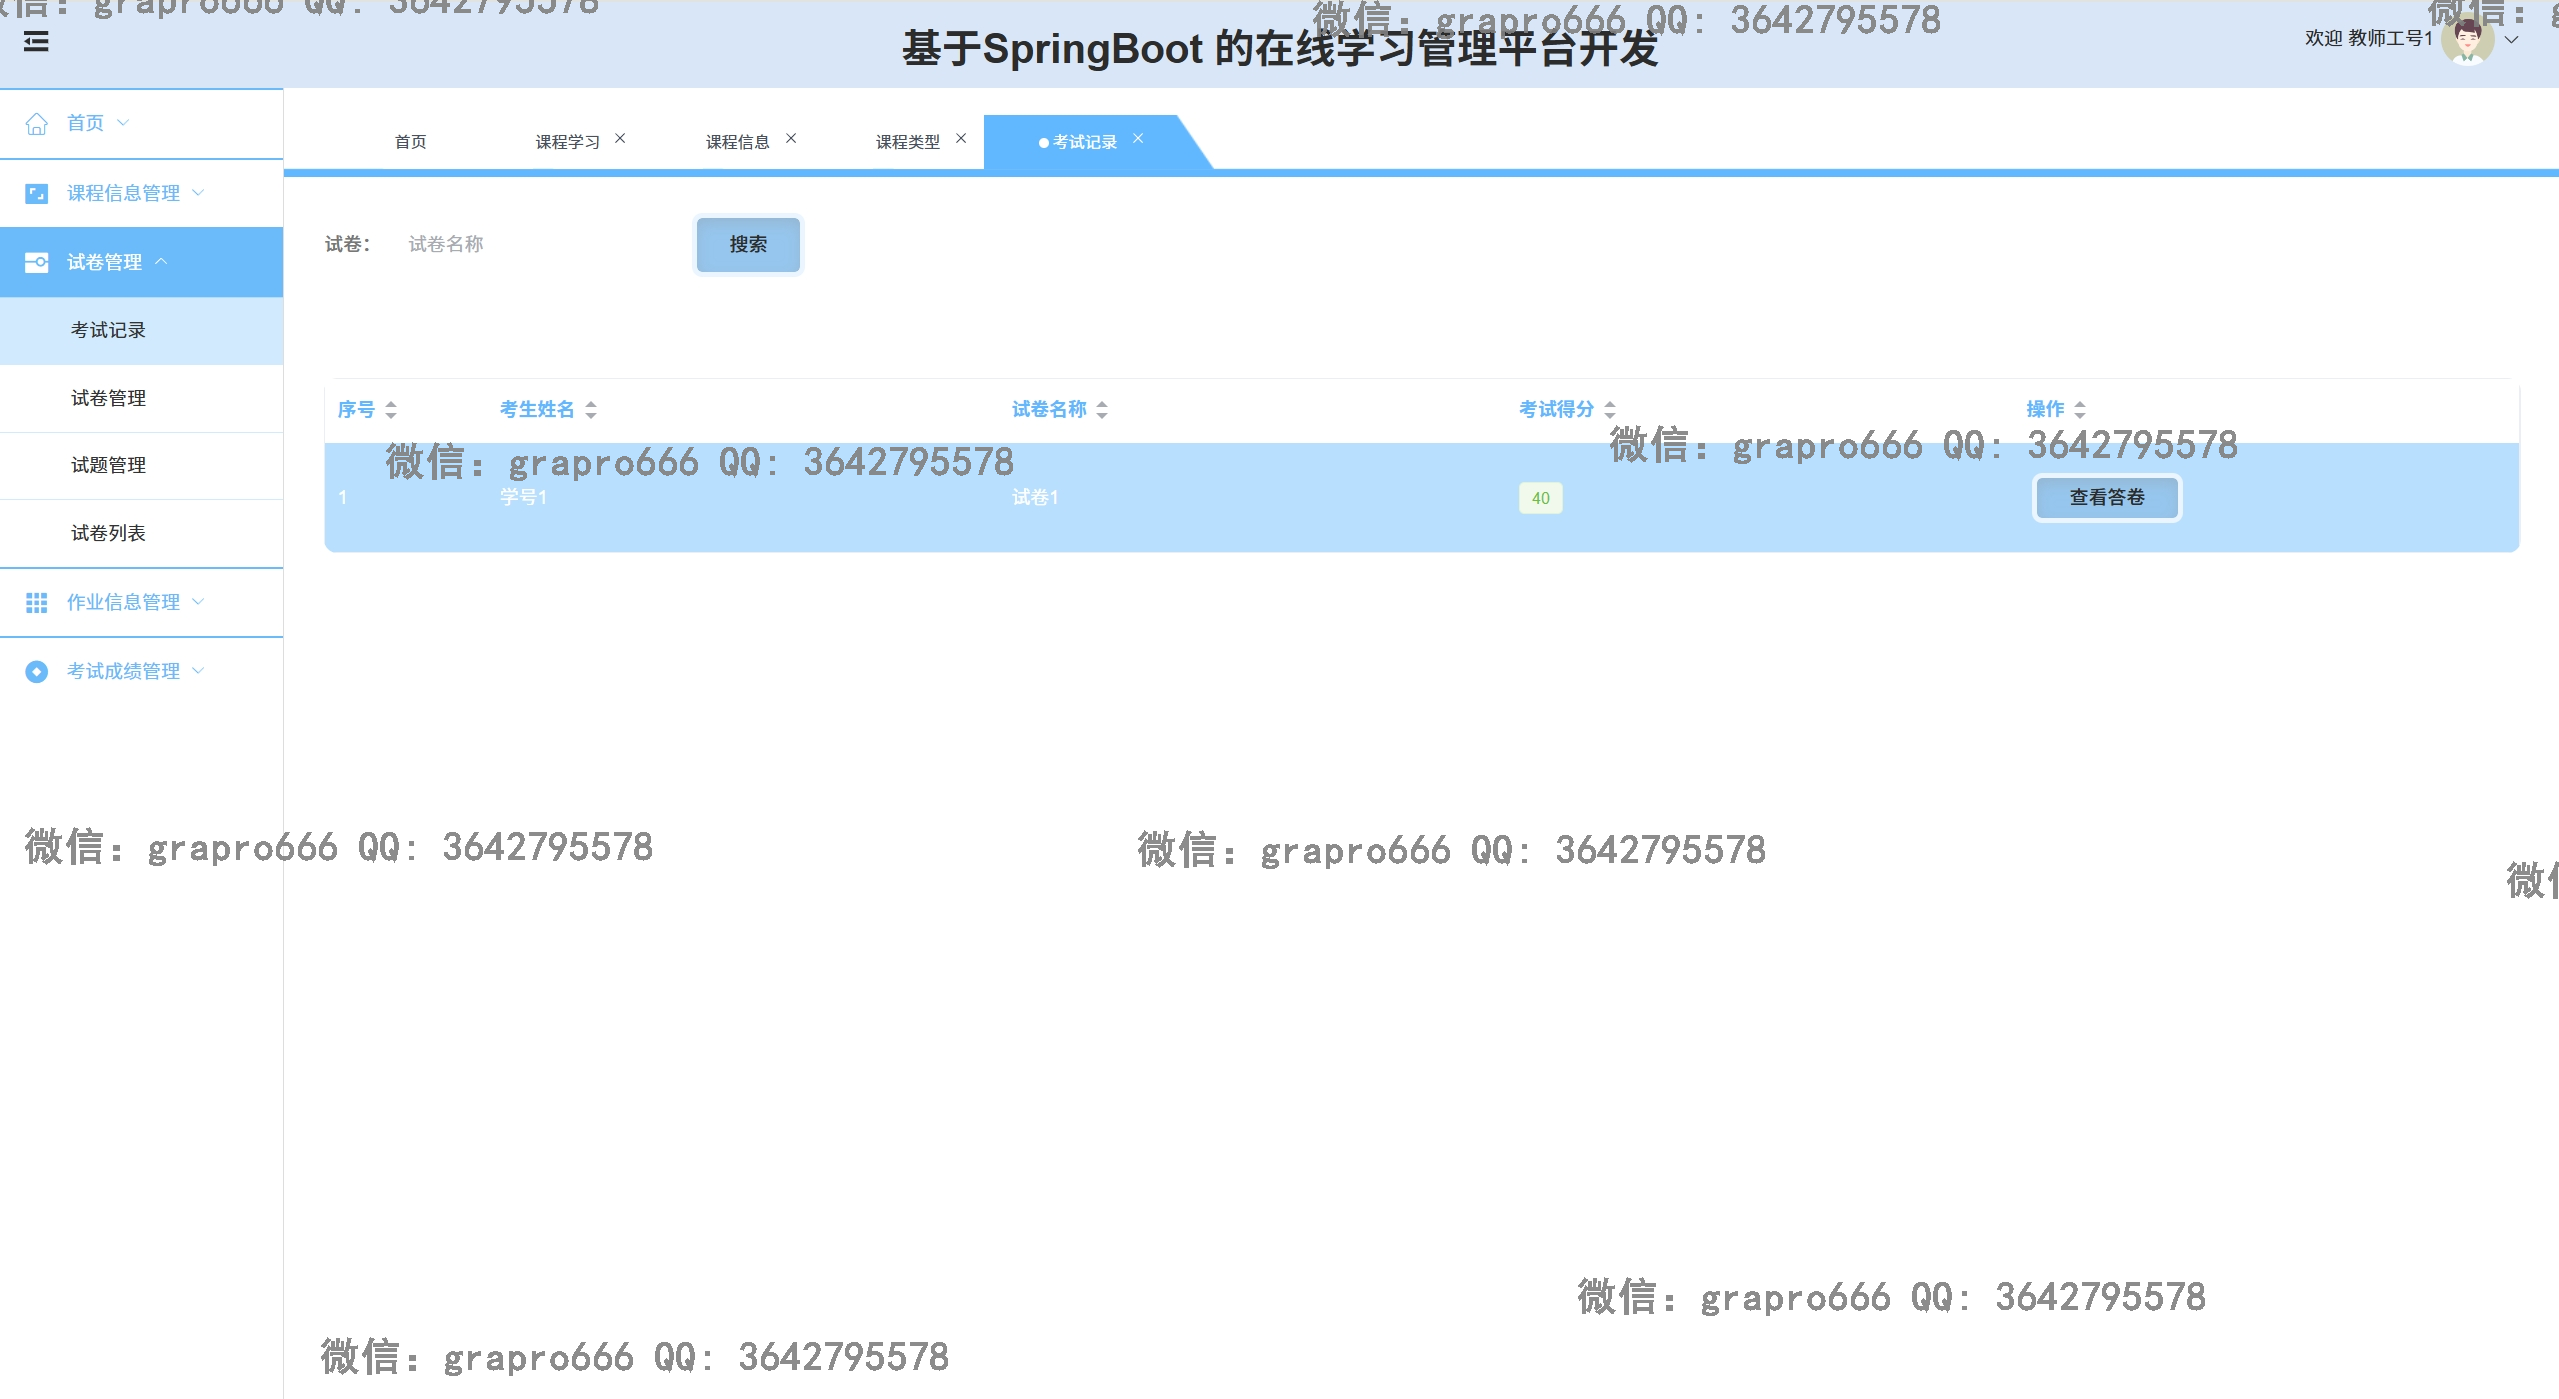 微信: grapro666 QQ: 3642795578
微信: grapro666 QQ: 3642795578
微信:
基于SpringBoot 的在线学习管理平台开发
欢迎 教师工号1
首页
课程信息管理
试卷管理
考试记录
试卷管理
试题管理
试卷列表
作业信息管理
考试成绩管理
首页 课程学习 课程信息 课程类型 考试记录
试卷: 试卷名称 搜索
序号 考生姓名 试卷名称 考试得分 操作
微信: grapro666 QQ: 3642795578
微信: grapro666 QQ: 3642795578
1 学号1 试卷1 40 查看答卷
微信: grapro666 QQ: 3642795578
微信: grapro666 QQ: 3642795578
微信
微信: grapro666 QQ: 3642795578
微信: grapro666 QQ: 3642795578